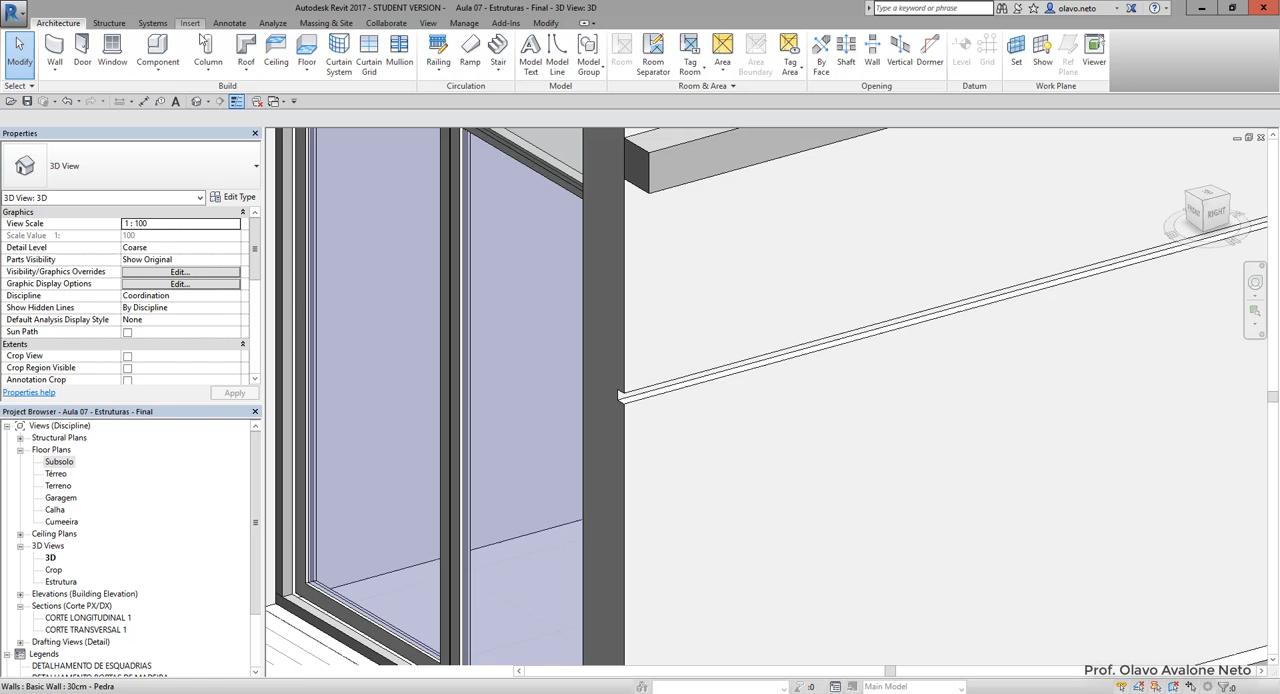 Autodesk Revit 2017 - STUDENT VERSION - Aula 07 - Estruturas - Final - 3D View: 3D
Type a keyword or phrase
olavo.neto
Architecture Structure Systems Insert Annotate Analyze Massing & Site Collaborate View Manage Add-Ins Modify
Modify Wall Door Window Component Column Roof Ceiling Floor Curtain System Curtain Grid Mullion Railing Ramp Stair Model Text Model Line Model Group Room Room Separator Tag Room Area Area Boundary Tag Area By Face Shaft Wall Vertical Dormer Level Grid Set Show Ref Plane Viewer
Select Build Circulation Model Room & Area Opening Datum Work Plane
Properties
3D View
3D View: 3D Edit Type
Graphics
View Scale 1 : 100
Scale Value 1: 100
Detail Level Coarse
Parts Visibility Show Original
Visibility/Graphics Overrides Edit...
Graphic Display Options Edit...
Discipline Coordination
Show Hidden Lines By Discipline
Default Analysis Display Style None
Sun Path
Extents
Crop View
Crop Region Visible
Annotation Crop
Properties help Apply
Project Browser - Aula 07 - Estruturas - Final
Views (Discipline)
Structural Plans
Floor Plans
Subsolo
Térreo
Terreno
Garagem
Calha
Cumeeira
Ceiling Plans
3D Views
3D
Crop
Estrutura
Elevations (Building Elevation)
Sections (Corte PX/DX)
CORTE LONGITUDINAL 1
CORTE TRANSVERSAL 1
Drafting Views (Detail)
Legends
DETALHAMENTO DE ESQUADRIAS
TOP
FRONT RIGHT
Prof. Olavo Avalone Neto
Walls : Basic Wall : 30cm - Pedra
:0
Main Model
:0